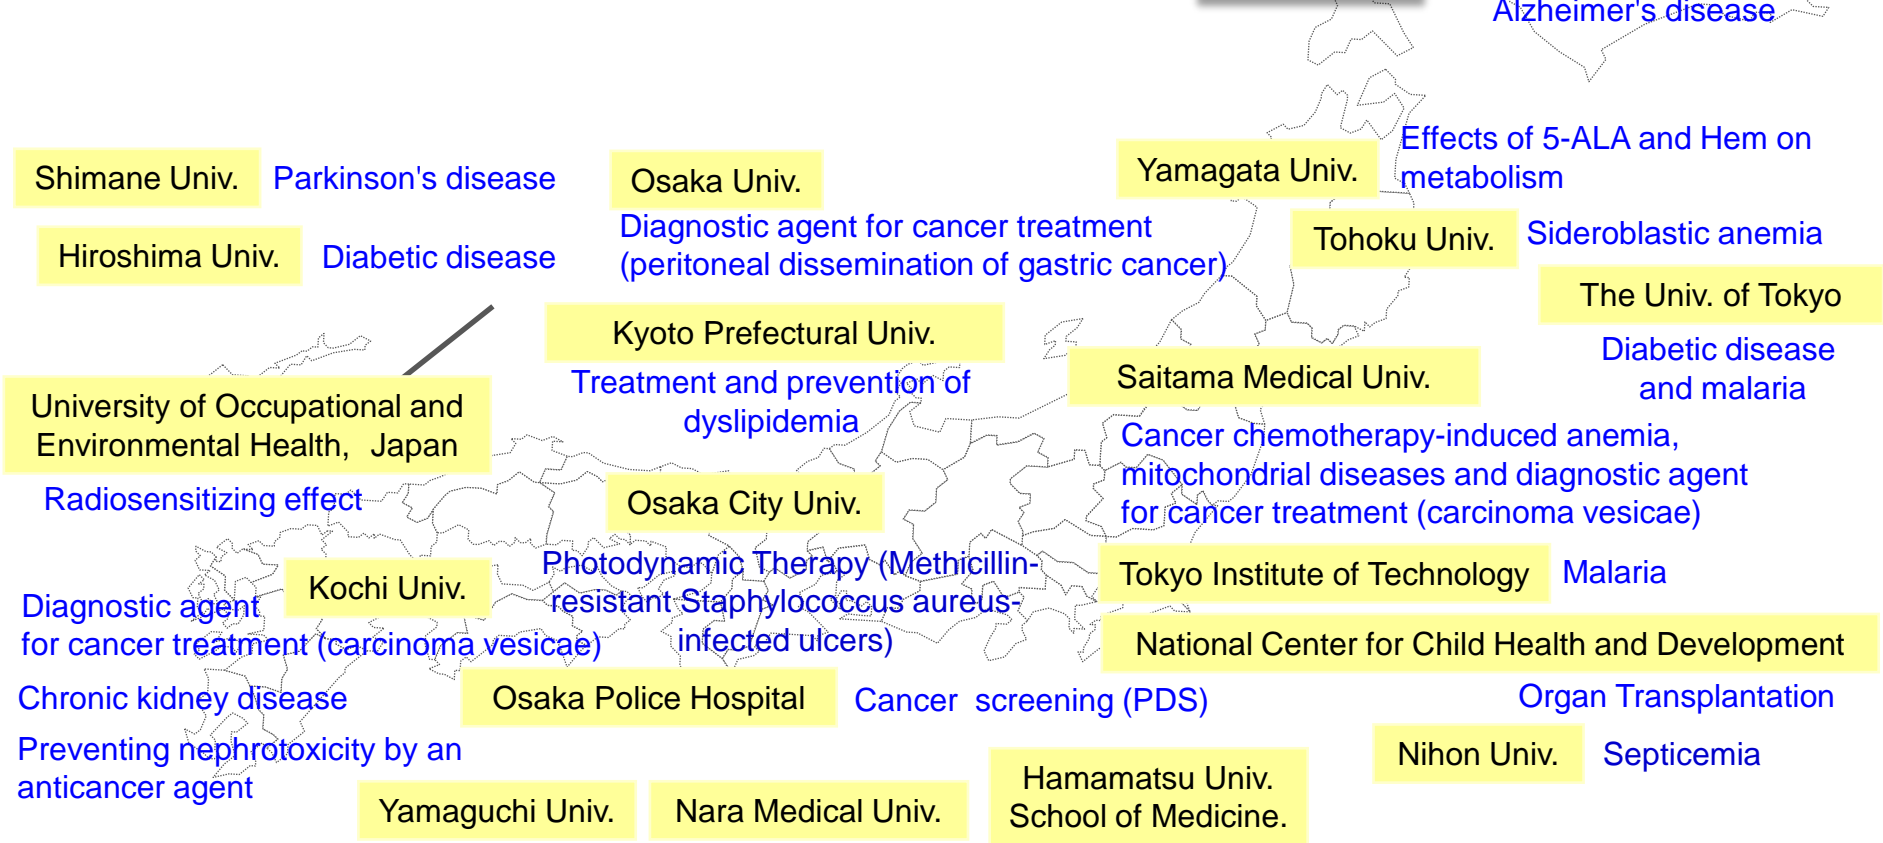 Alzheimer's disease
Effects of 5-ALA and Hem on
metabolism
Yamagata Univ.
Shimane Univ.
Parkinson's disease
Osaka Univ.
Diagnostic agent for cancer treatment
(peritoneal dissemination of gastric cancer)
Tohoku Univ.
Sideroblastic anemia
Hiroshima Univ.
Diabetic disease
The Univ. of Tokyo
Diabetic disease
and malaria
Kyoto Prefectural Univ.
Treatment and prevention of
dyslipidemia
Saitama Medical Univ.
Cancer chemotherapy-induced anemia,
mitochondrial diseases and diagnostic agent
for cancer treatment (carcinoma vesicae)
University of Occupational and
Environmental Health, Japan
Radiosensitizing effect
Osaka City Univ.
Photodynamic Therapy (Methicillin-
resistant Staphylococcus aureus-
infected ulcers)
Tokyo Institute of Technology
Malaria
Kochi Univ.
Diagnostic agent
for cancer treatment (carcinoma vesicae)
Chronic kidney disease
Preventing nephrotoxicity by an
anticancer agent
National Center for Child Health and Development
Organ Transplantation
Osaka Police Hospital
Cancer screening (PDS)
Nihon Univ.
Septicemia
Yamaguchi Univ.
Nara Medical Univ.
Hamamatsu Univ.
School of Medicine.